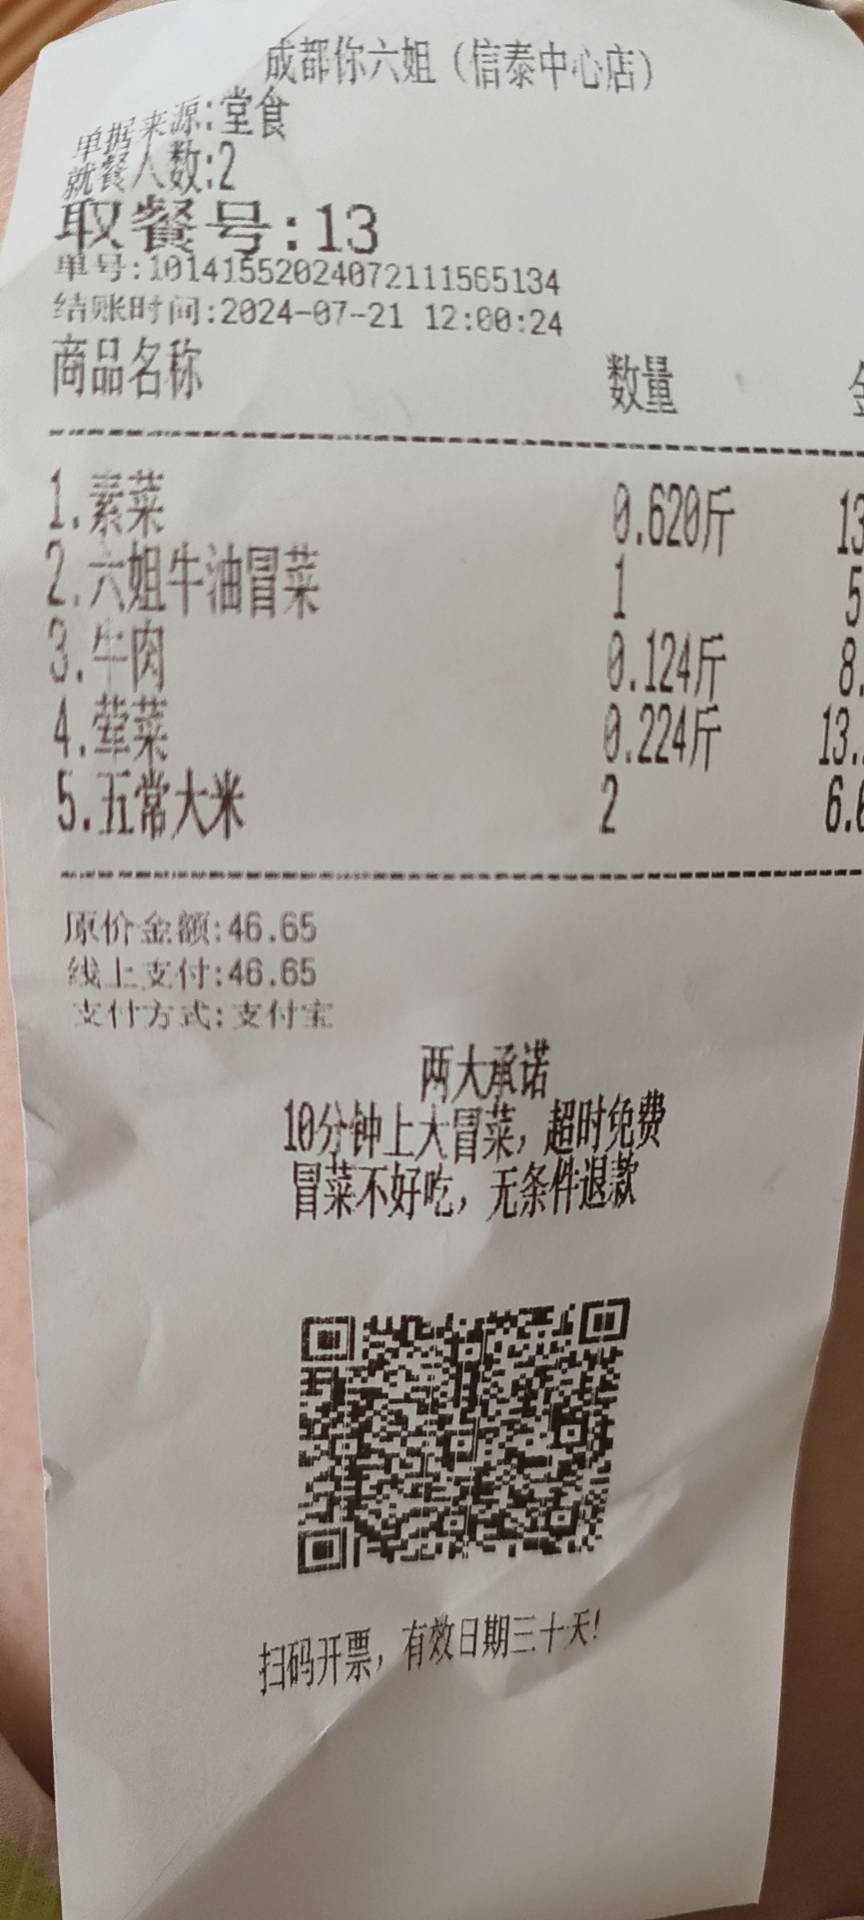 成都你六姐（信泰中心店）
单据来源:堂食
就餐人数:2
取餐号:13
单号:10141552024072111565134
结账时间:2024-07-21 12:00:24
商品名称 数量
1.素菜 0.620斤 13
2.六姐牛油冒菜 1 5
3.牛肉 0.124斤 8.
4.荤菜 0.224斤 13.
5.五常大米 2 6.6
原价金额:46.65
线上支付:46.65
支付方式:支付宝
两大承诺
10分钟上大冒菜，超时免费
冒菜不好吃，无条件退款
扫码开票，有效日期三十天!